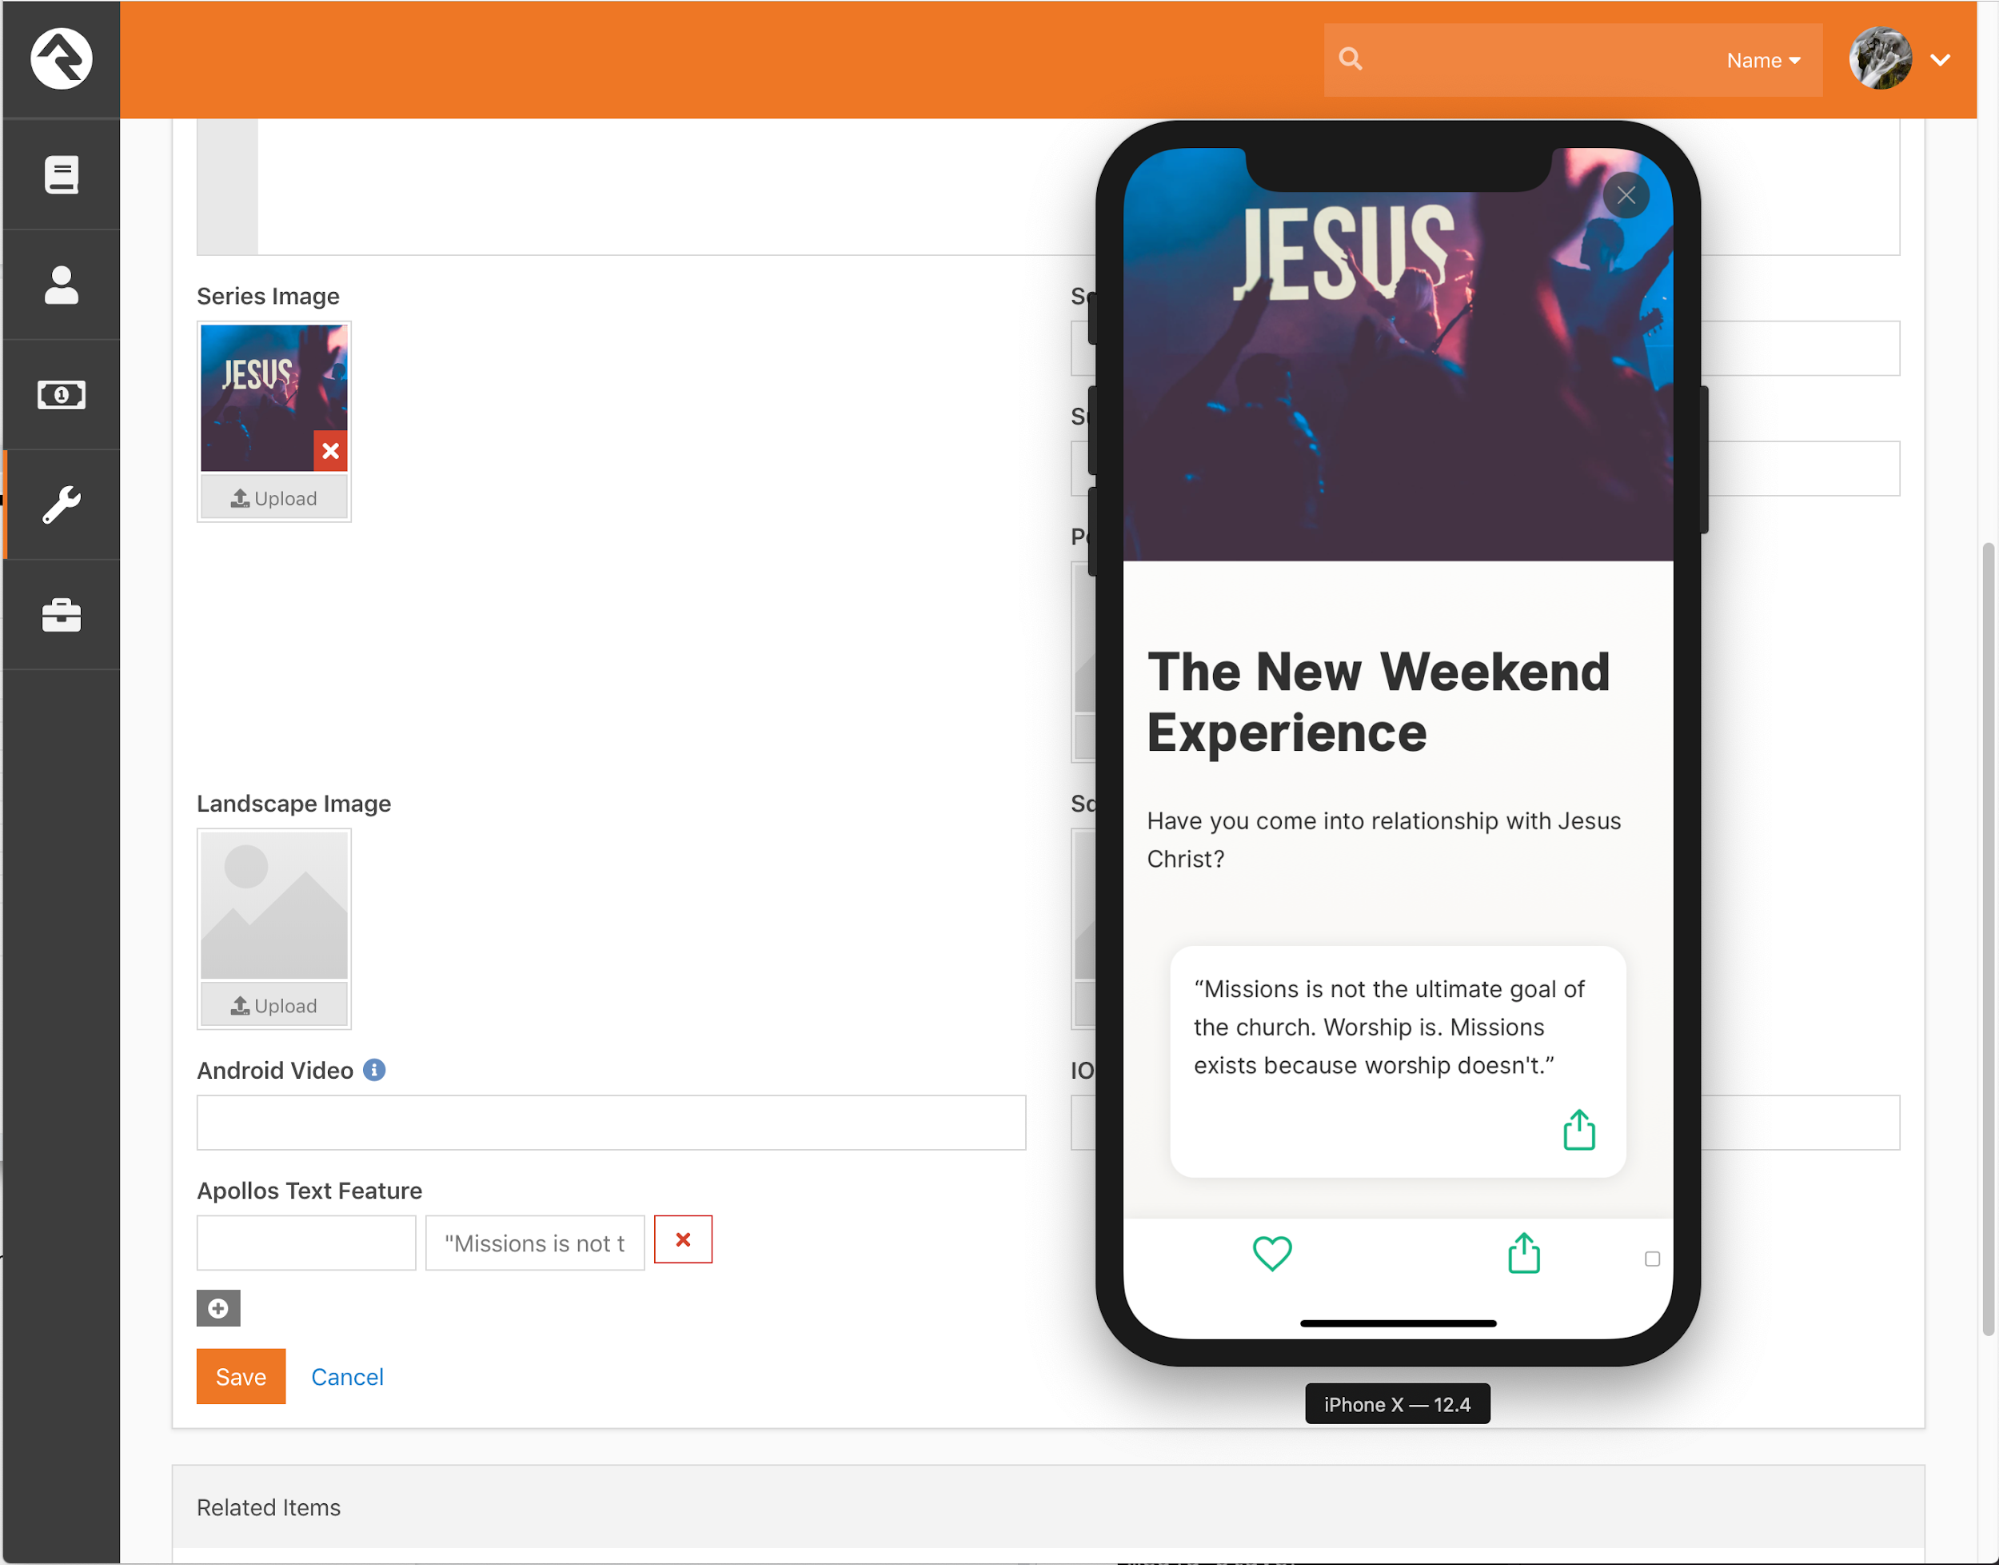 Name
Series Image
JESUS
Upload
Landscape Image
Upload
Android Video
Apollos Text Feature
"Missions is not t
Save
Cancel
Related Items
JESUS
The New Weekend
Experience
Have you come into relationship with Jesus
Christ?
“Missions is not the ultimate goal of
the church. Worship is. Missions
exists because worship doesn't.”
iPhone X — 12.4